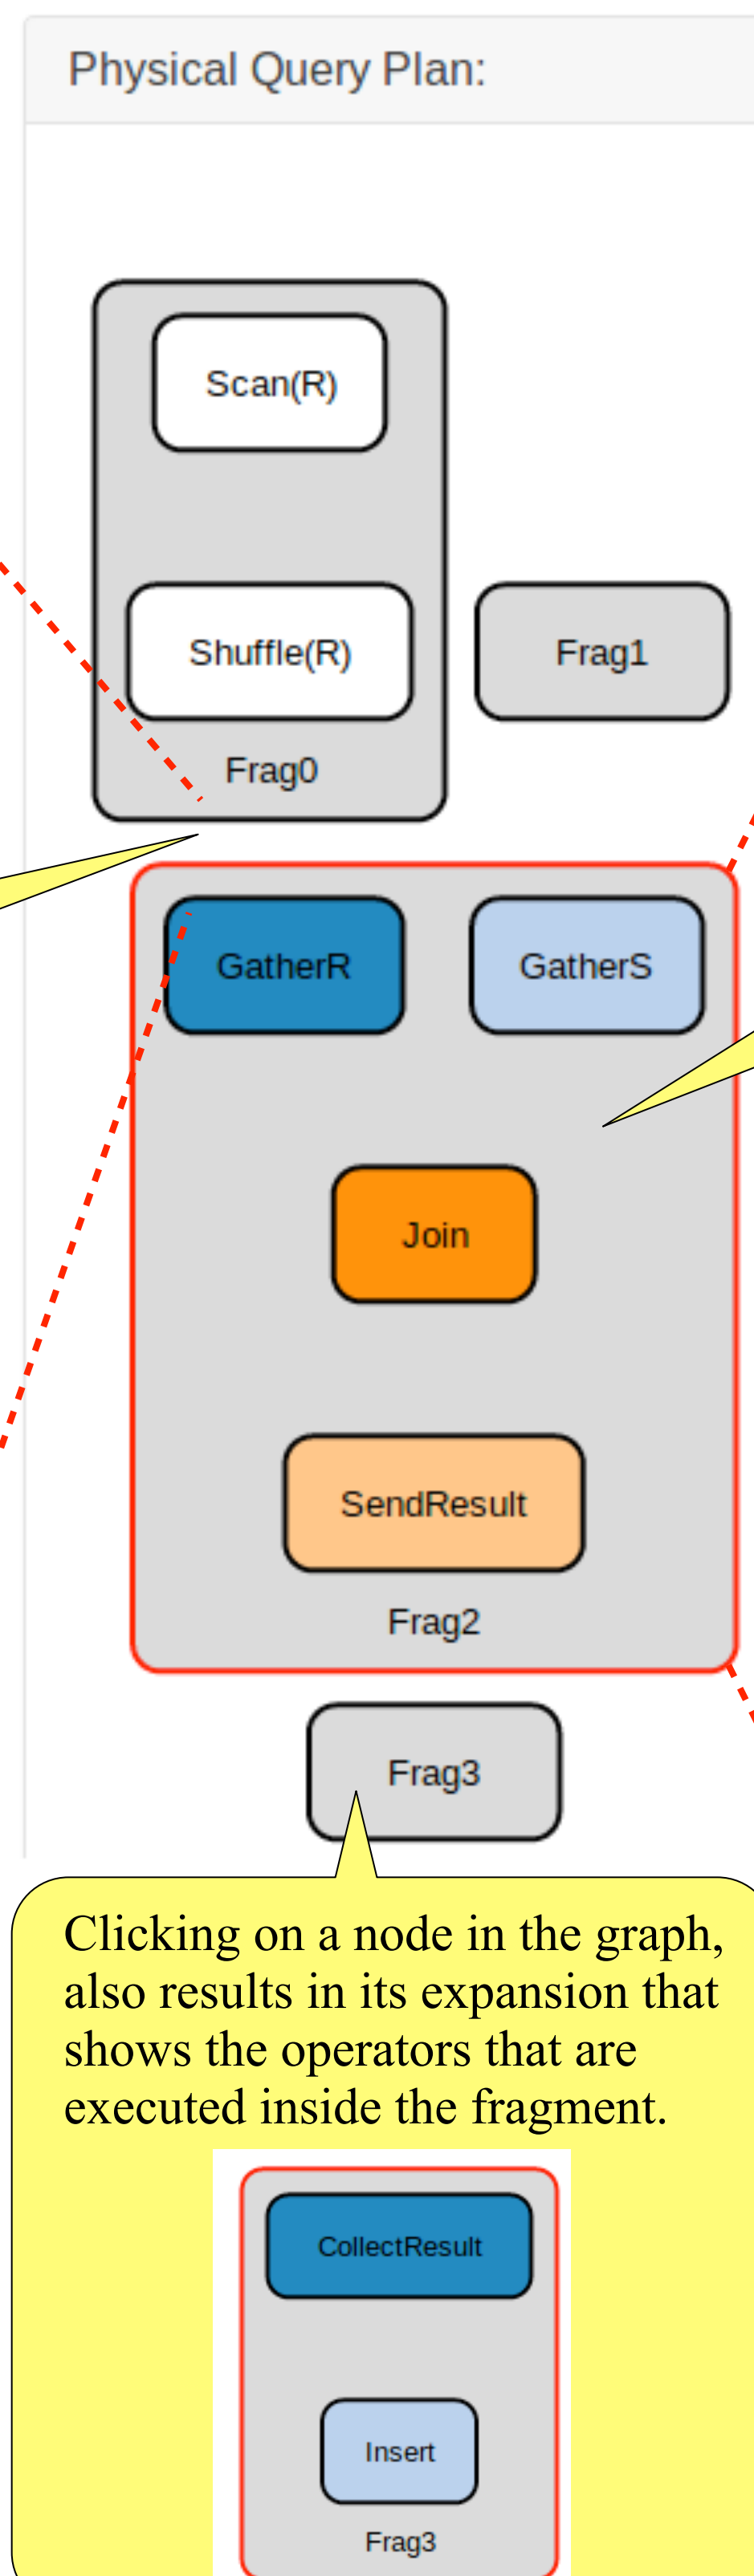 Physical Query Plan:
Scan(R)
Shuffle(R)
Frag0
Frag1
GatherR
GatherS
Join
SendResult
Frag2
Frag3
Clicking on a node in the graph,
also results in its expansion that
shows the operators that are
executed inside the fragment.
CollectResult
Insert
Frag3